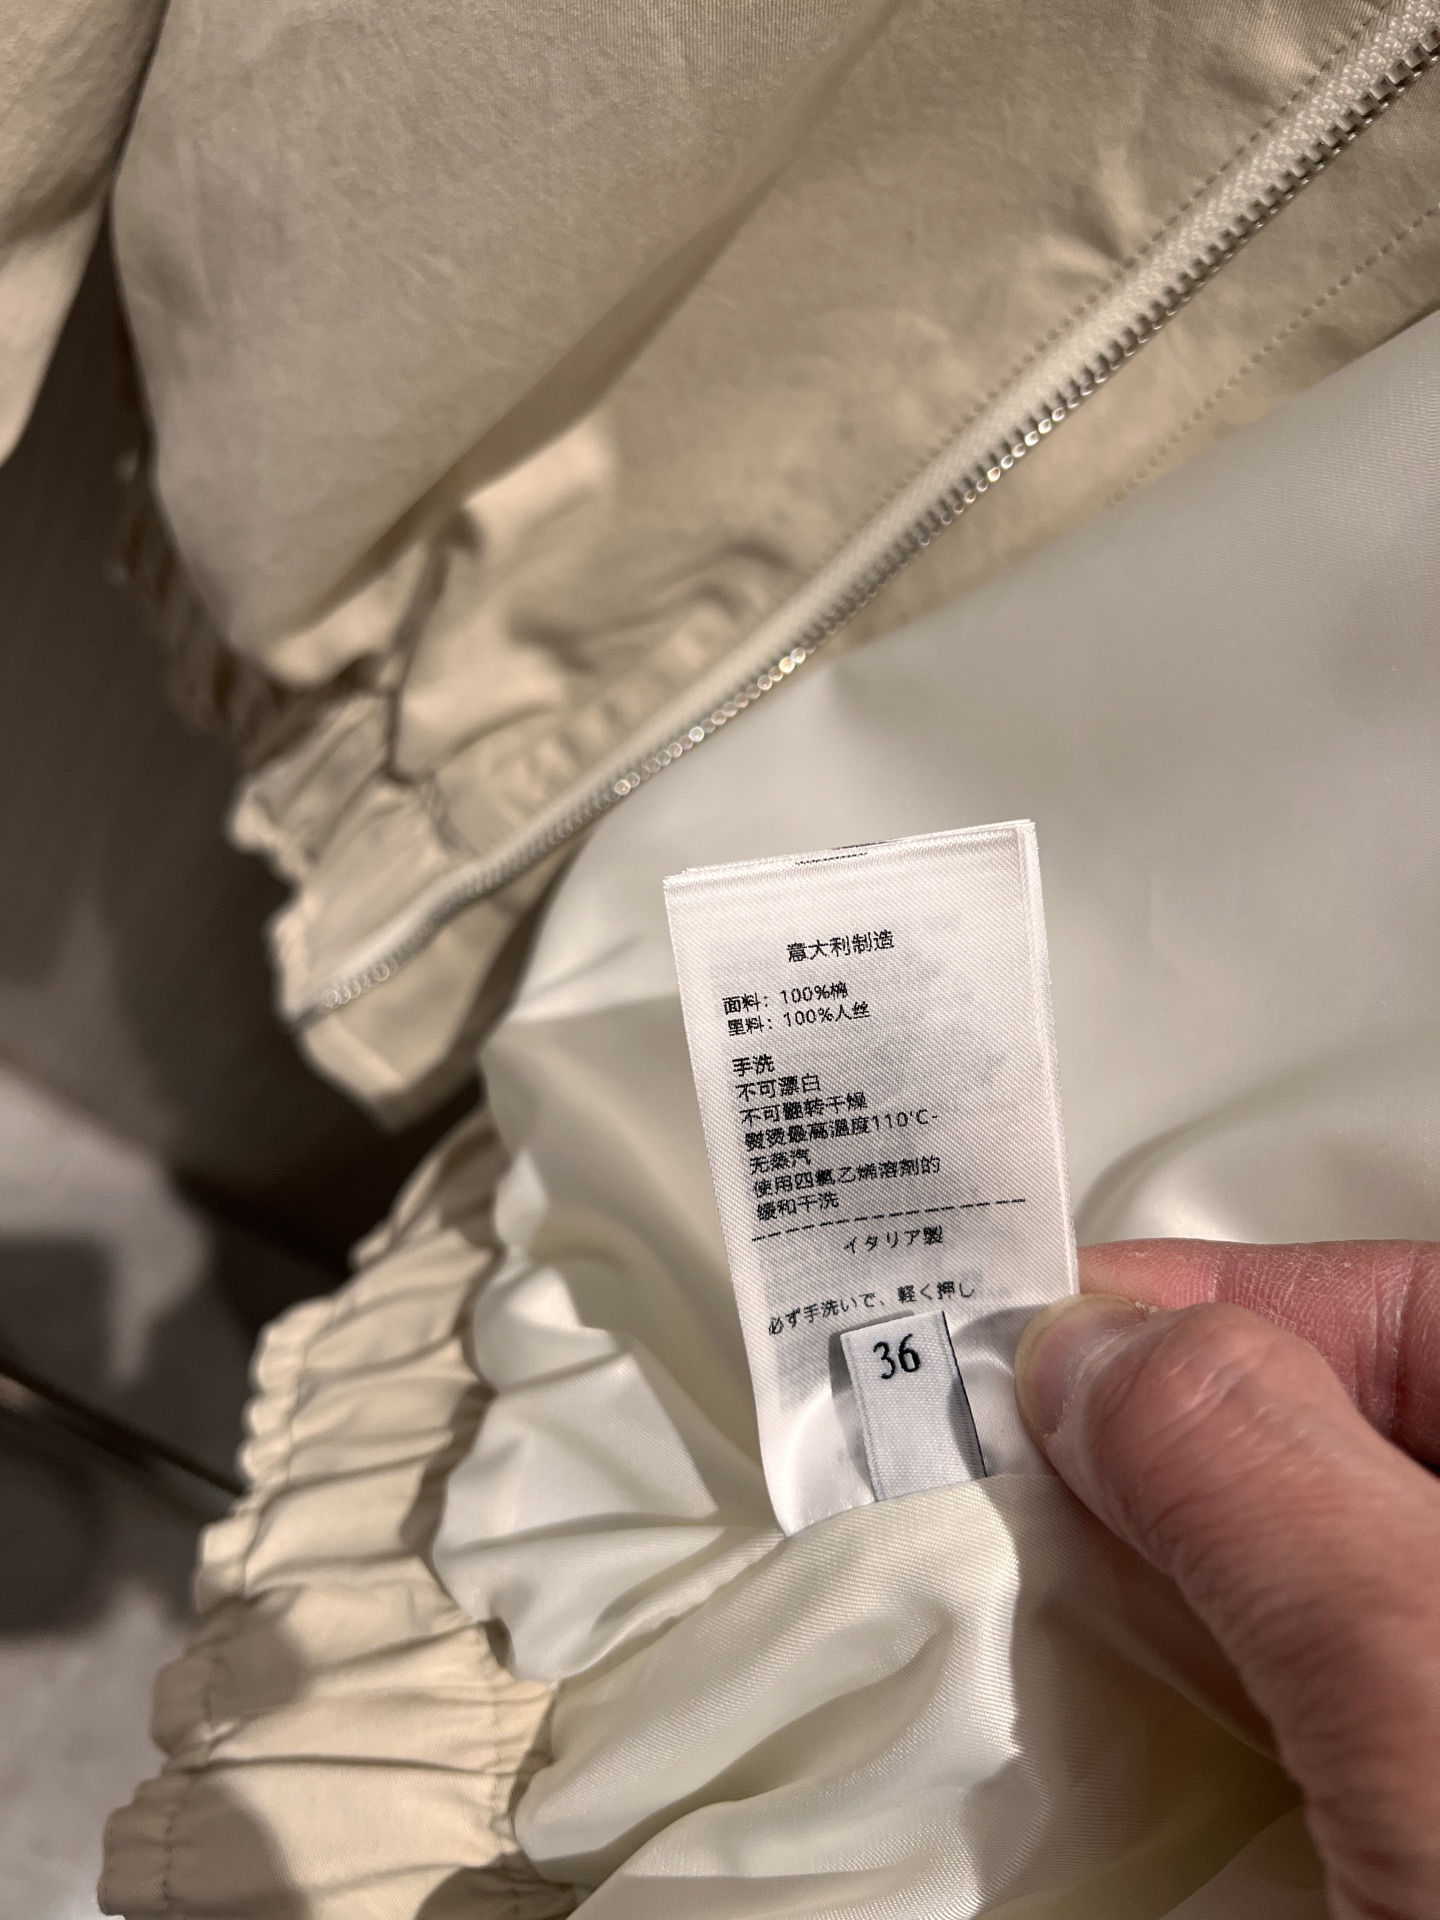 意大利制造
面料：100%棉
里料：100%人丝
手洗
不可漂白
不可翻转干燥
熨烫最高温度110°C-
无蒸汽
使用四氯乙烯溶剂的
缓和干洗
イタリア製
必ず手洗いで、軽く押し
36